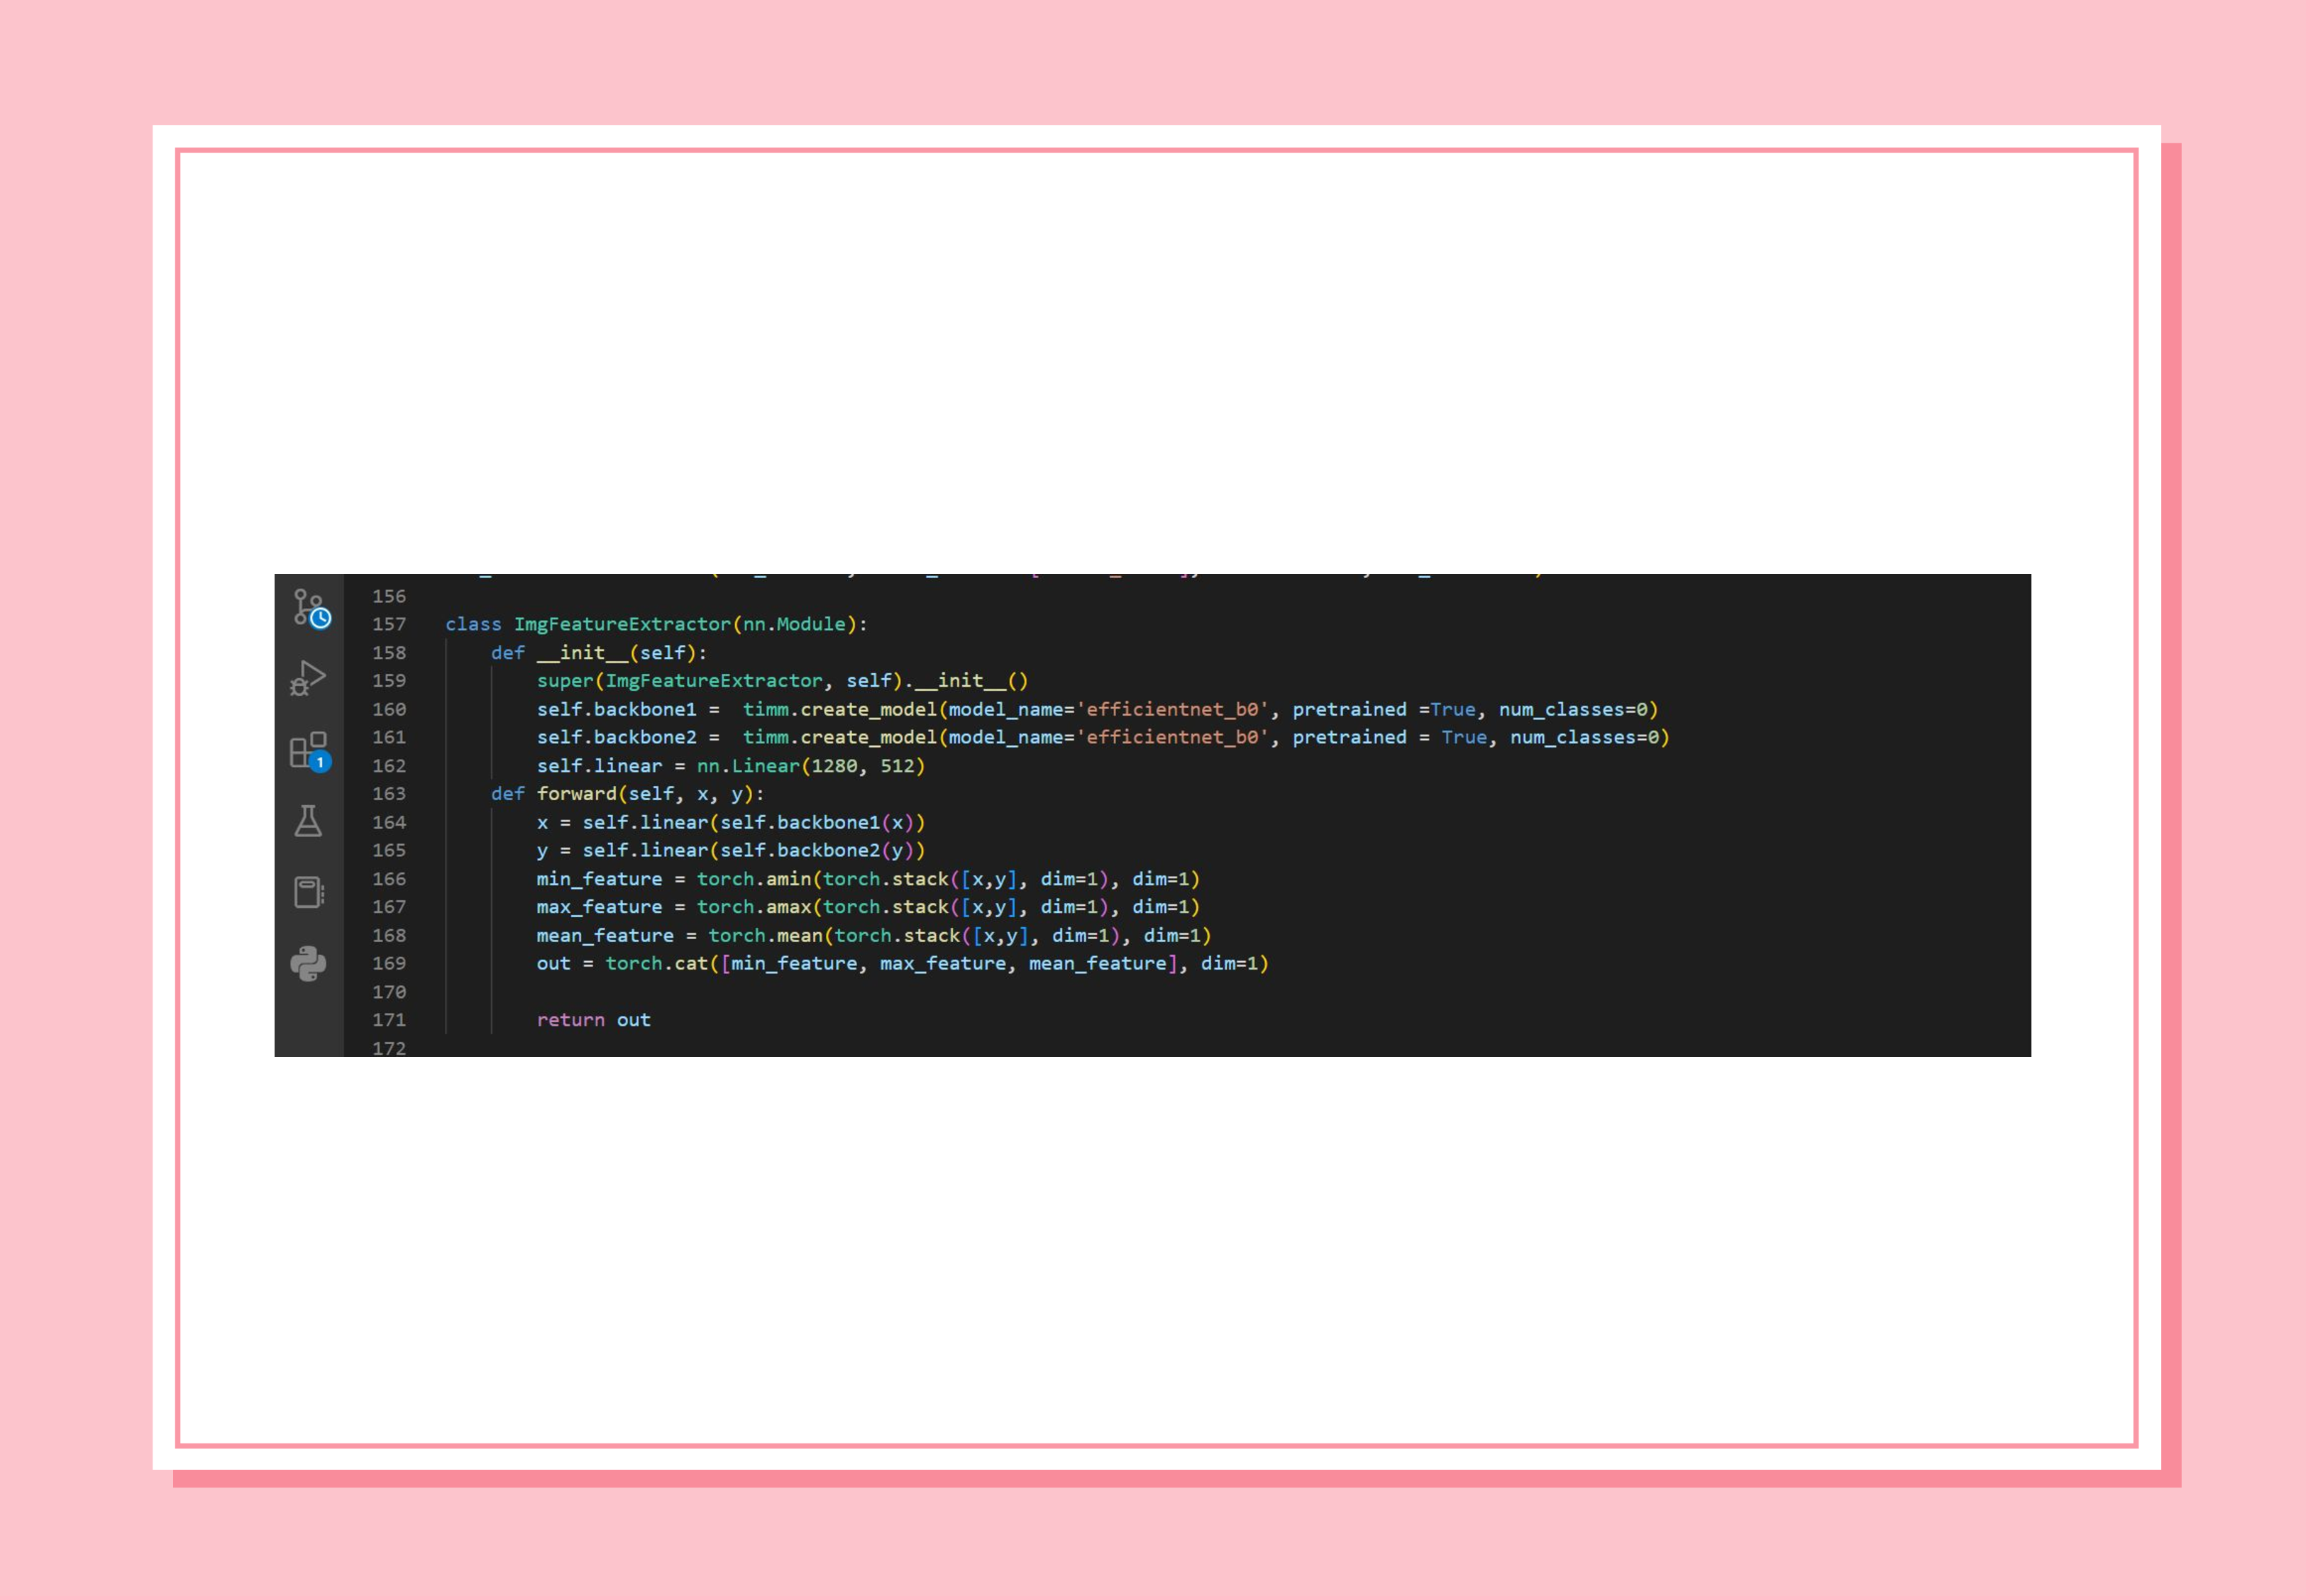 156
157 class ImgFeatureExtractor(nn.Module):
158     def __init__(self):
159         super(ImgFeatureExtractor, self).__init__()
160         self.backbone1 =  timm.create_model(model_name='efficientnet_b0', pretrained =True, num_classes=0)
161         self.backbone2 =  timm.create_model(model_name='efficientnet_b0', pretrained = True, num_classes=0)
162         self.linear = nn.Linear(1280, 512)
163     def forward(self, x, y):
164         x = self.linear(self.backbone1(x))
165         y = self.linear(self.backbone2(y))
166         min_feature = torch.amin(torch.stack([x,y], dim=1), dim=1)
167         max_feature = torch.amax(torch.stack([x,y], dim=1), dim=1)
168         mean_feature = torch.mean(torch.stack([x,y], dim=1), dim=1)
169         out = torch.cat([min_feature, max_feature, mean_feature], dim=1)
170
171         return out
172
1